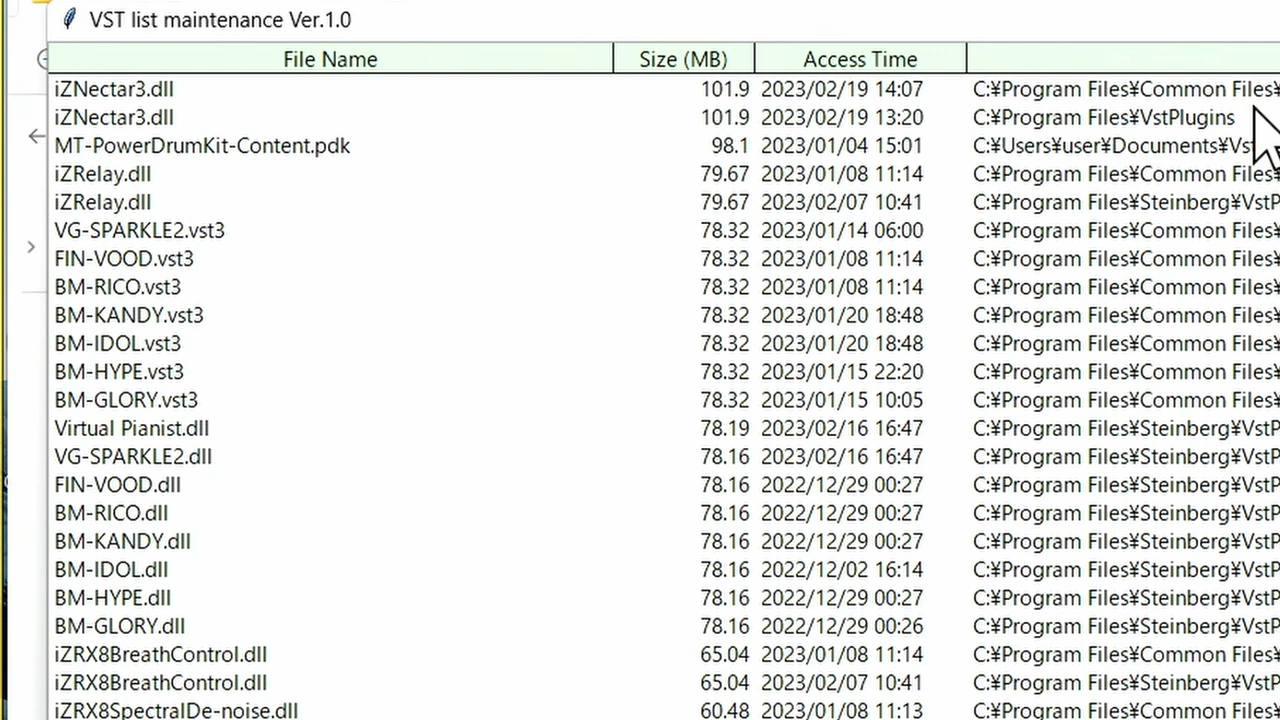 VST list maintenance Ver.1.0
File Name Size (MB) Access Time
iZNectar3.dll 101.9 2023/02/19 14:07 C:¥Program Files¥Common Files¥
iZNectar3.dll 101.9 2023/02/19 13:20 C:¥Program Files¥VstPlugins
MT-PowerDrumKit-Content.pdk 98.1 2023/01/04 15:01 C:¥Users¥user¥Documents¥Vs
iZRelay.dll 79.67 2023/01/08 11:14 C:¥Program Files¥Common Files¥
iZRelay.dll 79.67 2023/02/07 10:41 C:¥Program Files¥Steinberg¥VstP
VG-SPARKLE2.vst3 78.32 2023/01/14 06:00 C:¥Program Files¥Common Files¥
FIN-VOOD.vst3 78.32 2023/01/08 11:14 C:¥Program Files¥Common Files¥
BM-RICO.vst3 78.32 2023/01/08 11:14 C:¥Program Files¥Common Files¥
BM-KANDY.vst3 78.32 2023/01/20 18:48 C:¥Program Files¥Common Files¥
BM-IDOL.vst3 78.32 2023/01/20 18:48 C:¥Program Files¥Common Files¥
BM-HYPE.vst3 78.32 2023/01/15 22:20 C:¥Program Files¥Common Files¥
BM-GLORY.vst3 78.32 2023/01/15 10:05 C:¥Program Files¥Common Files¥
Virtual Pianist.dll 78.19 2023/02/16 16:47 C:¥Program Files¥Steinberg¥VstP
VG-SPARKLE2.dll 78.16 2023/02/16 16:47 C:¥Program Files¥Steinberg¥VstP
FIN-VOOD.dll 78.16 2022/12/29 00:27 C:¥Program Files¥Steinberg¥VstP
BM-RICO.dll 78.16 2022/12/29 00:27 C:¥Program Files¥Steinberg¥VstP
BM-KANDY.dll 78.16 2022/12/29 00:27 C:¥Program Files¥Steinberg¥VstP
BM-IDOL.dll 78.16 2022/12/02 16:14 C:¥Program Files¥Steinberg¥VstP
BM-HYPE.dll 78.16 2022/12/29 00:27 C:¥Program Files¥Steinberg¥VstP
BM-GLORY.dll 78.16 2022/12/29 00:26 C:¥Program Files¥Steinberg¥VstP
iZRX8BreathControl.dll 65.04 2023/01/08 11:14 C:¥Program Files¥Common Files¥
iZRX8BreathControl.dll 65.04 2023/02/07 10:41 C:¥Program Files¥Steinberg¥VstP
iZRX8SpectralDe-noise.dll 60.48 2023/01/08 11:13 C:¥Program Files¥Common Files¥